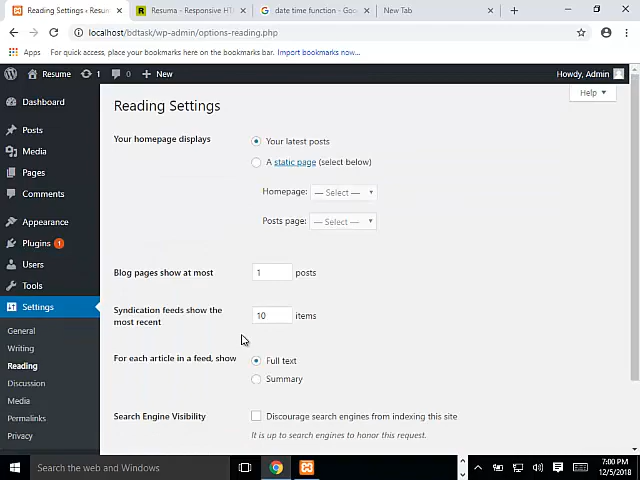 Reading Settings ‹ Resum
Resuma - Responsive HT
date time function - Goo
New Tab
localhost/bdtask/wp-admin/options-reading.php
Apps
For quick access, place your bookmarks here on the bookmarks bar. Import bookmarks now...
Resume
1
0
New
Howdy, Admin
Dashboard
Posts
Media
Pages
Comments
Appearance
Plugins 1
Users
Tools
Settings
General
Writing
Reading
Discussion
Media
Permalinks
Privacy
Help
Reading Settings
Your homepage displays
Your latest posts
A static page (select below)
Homepage: — Select —
Posts page: — Select —
Blog pages show at most
1 posts
Syndication feeds show the
most recent
10 items
For each article in a feed, show
Full text
Summary
Search Engine Visibility
Discourage search engines from indexing this site
It is up to search engines to honor this request.
Search the web and Windows
7:00 PM
12/5/2018